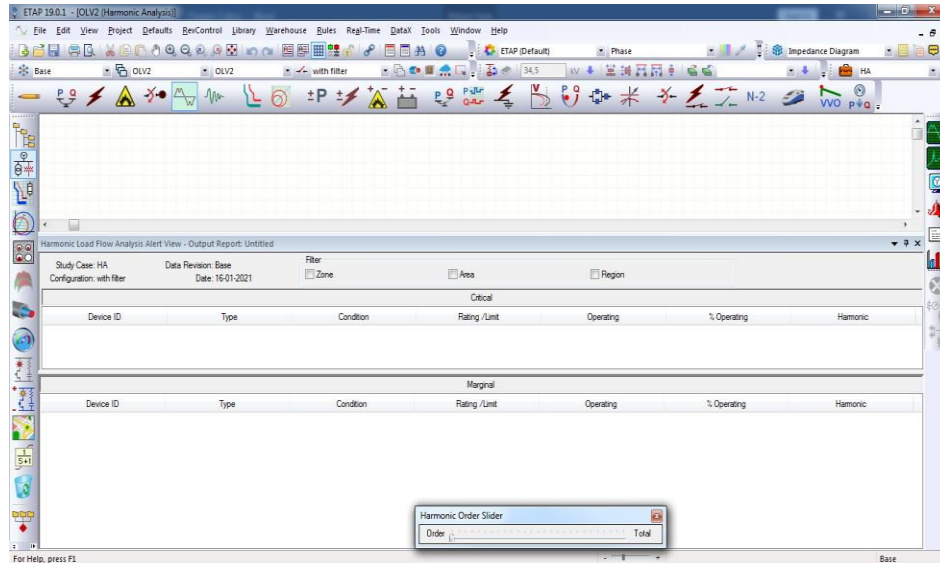 ETAP 19.0.1 - [OLV2 (Harmonic Analysis)]
File Edit View Project Defaults RevControl Library Warehouse Rules Real-Time DataX Tools Window Help
ETAP (Default) Phase Impedance Diagram
Base OLV2 OLV2 with filter 34,5 kV HA
N-2 VVO
Harmonic Load Flow Analysis Alert View - Output Report: Untitled
Study Case: HA Data Revision: Base Filter
Configuration: with filter Date: 16-01-2021 Zone Area Region
Critical
Device ID Type Condition Rating /Limit Operating % Operating Harmonic
Marginal
Device ID Type Condition Rating /Limit Operating % Operating Harmonic
Harmonic Order Slider
Order Total
For Help, press F1 Base